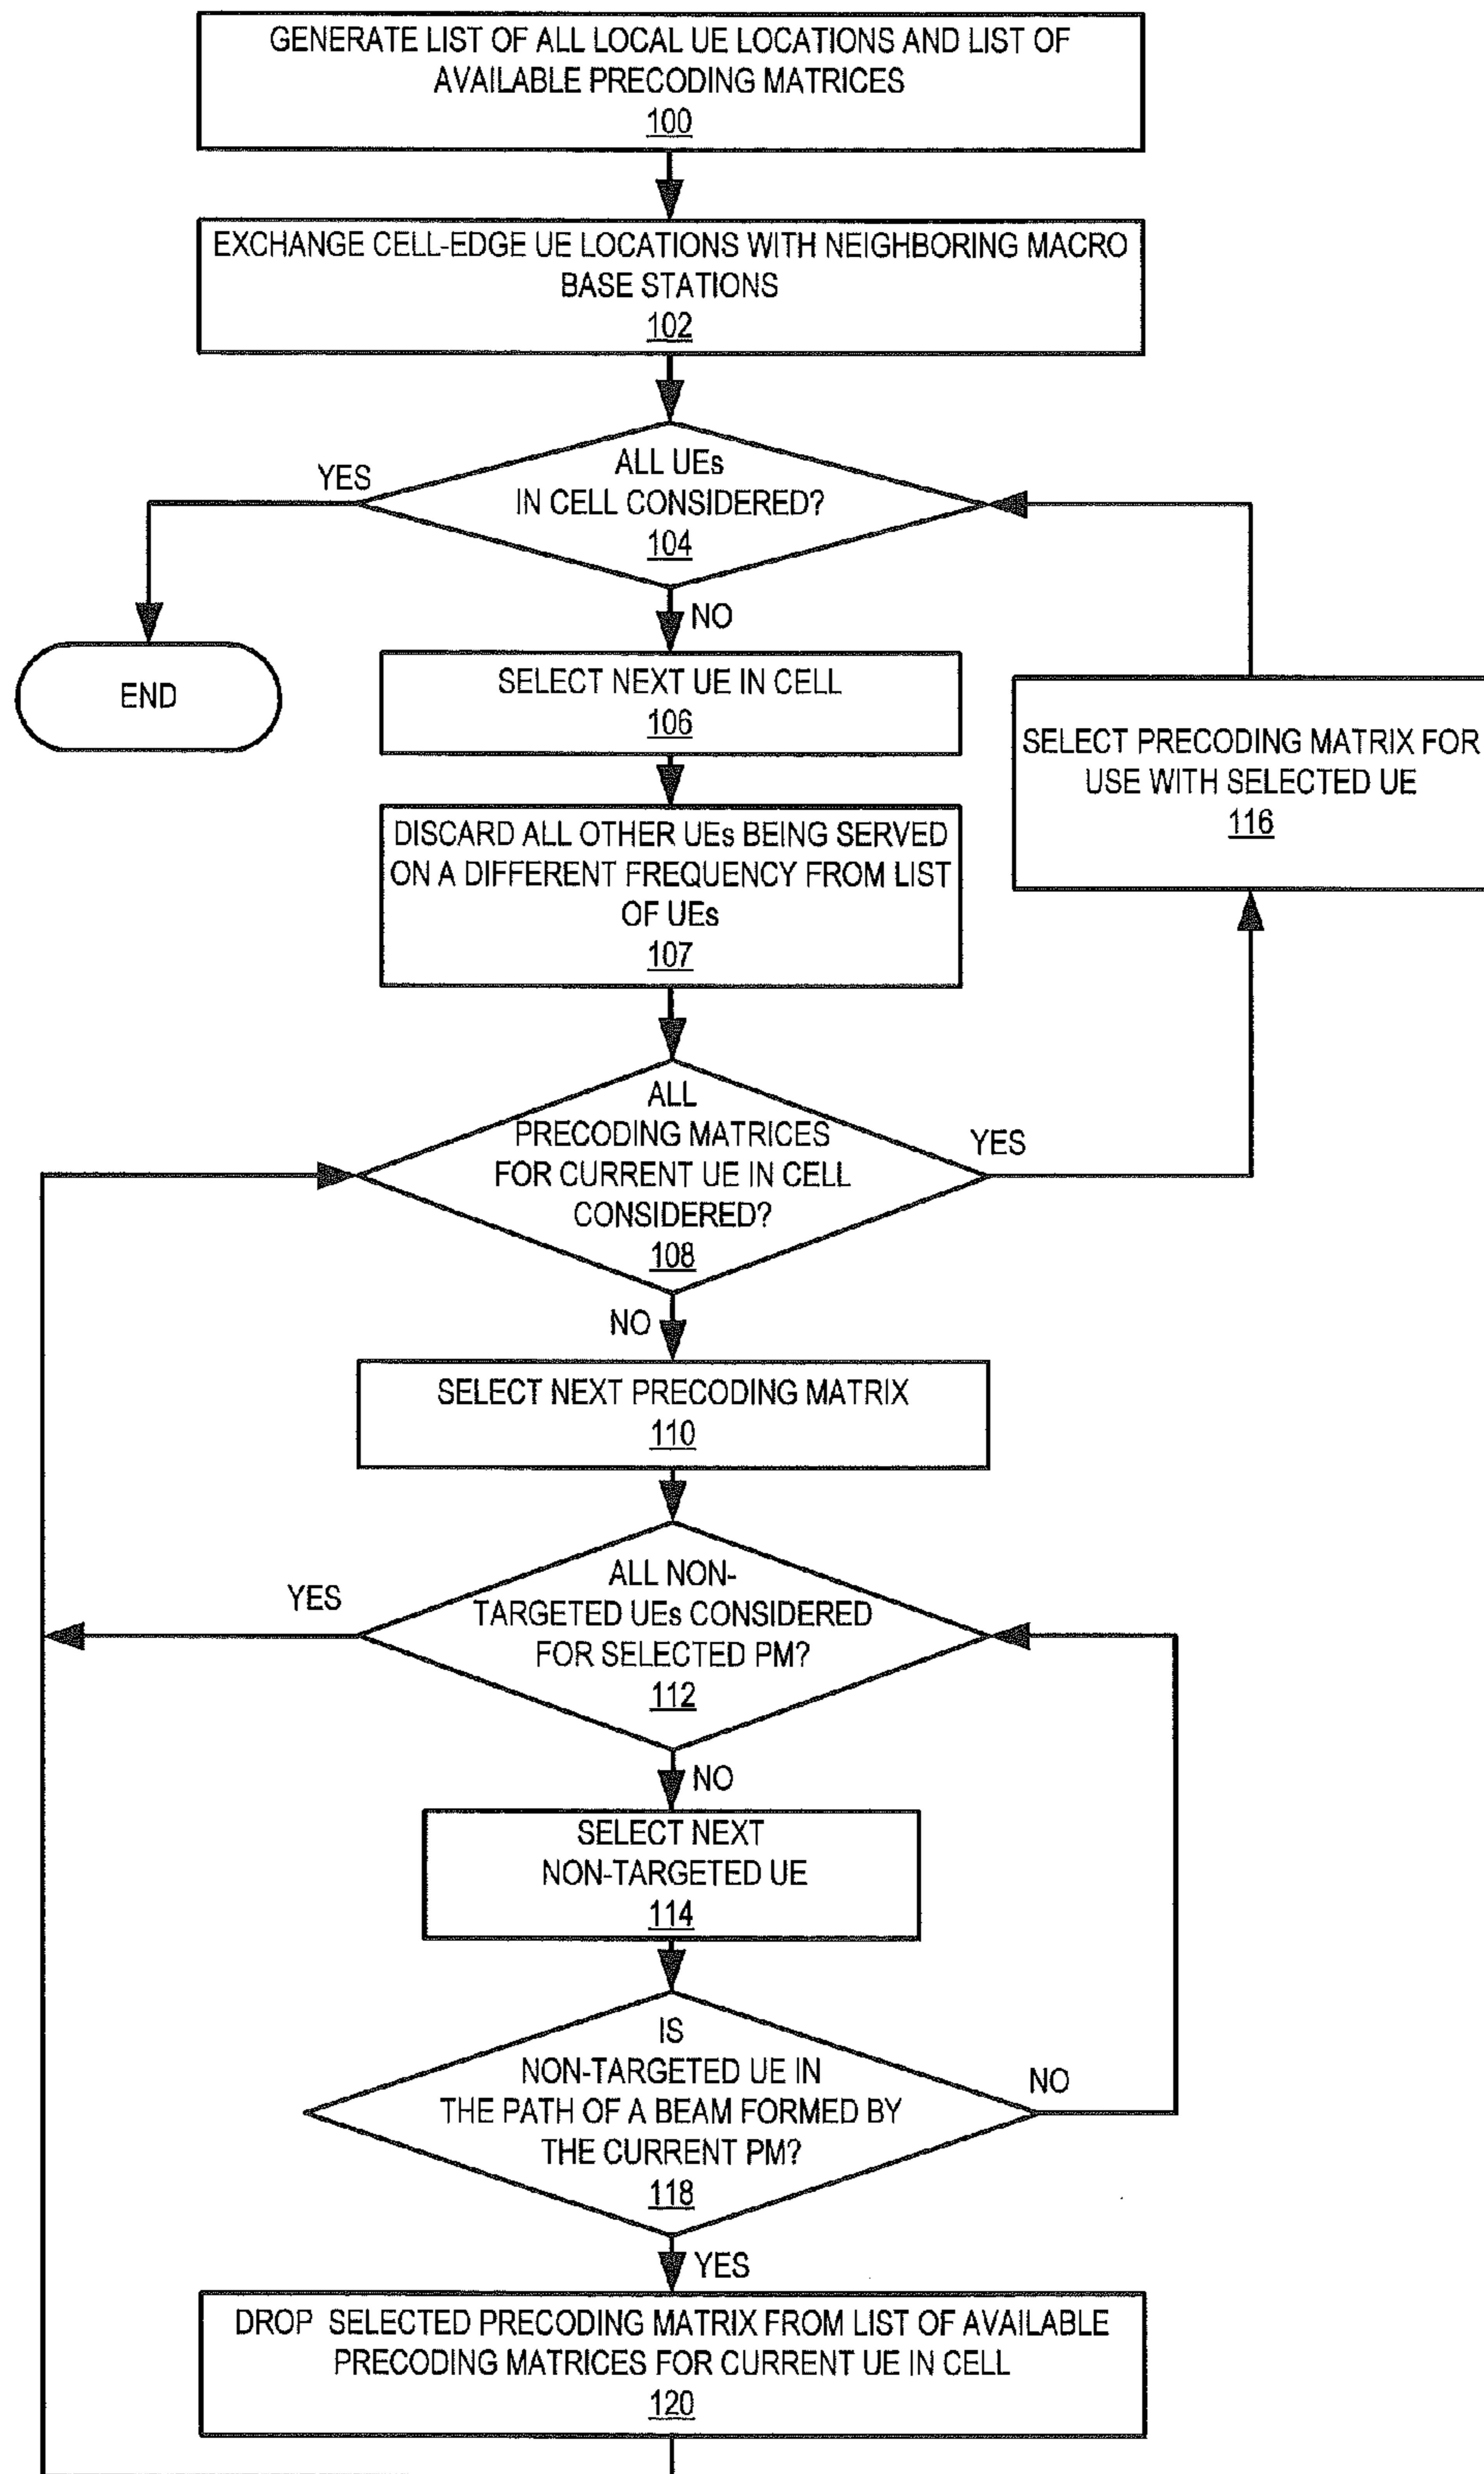 GENERATE LIST OF ALL LOCAL UE LOCATIONS AND LIST OF
AVAILABLE PRECODING MATRICES
100
EXCHANGE CELL-EDGE UE LOCATIONS WITH NEIGHBORING MACRO
BASE STATIONS
102
YES
ALL UEs
IN CELL CONSIDERED?
104
NO
END
SELECT NEXT UE IN CELL
106
SELECT PRECODING MATRIX FOR
USE WITH SELECTED UE
116
DISCARD ALL OTHER UEs BEING SERVED
ON A DIFFERENT FREQUENCY FROM LIST
OF UEs
107
ALL
PRECODING MATRICES
FOR CURRENT UE IN CELL
CONSIDERED?
108
YES
NO
SELECT NEXT PRECODING MATRIX
110
YES
ALL NON-
TARGETED UEs CONSIDERED
FOR SELECTED PM?
112
NO
SELECT NEXT
NON-TARGETED UE
114
IS
NON-TARGETED UE IN
THE PATH OF A BEAM FORMED BY
THE CURRENT PM?
118
NO
YES
DROP SELECTED PRECODING MATRIX FROM LIST OF AVAILABLE
PRECODING MATRICES FOR CURRENT UE IN CELL
120